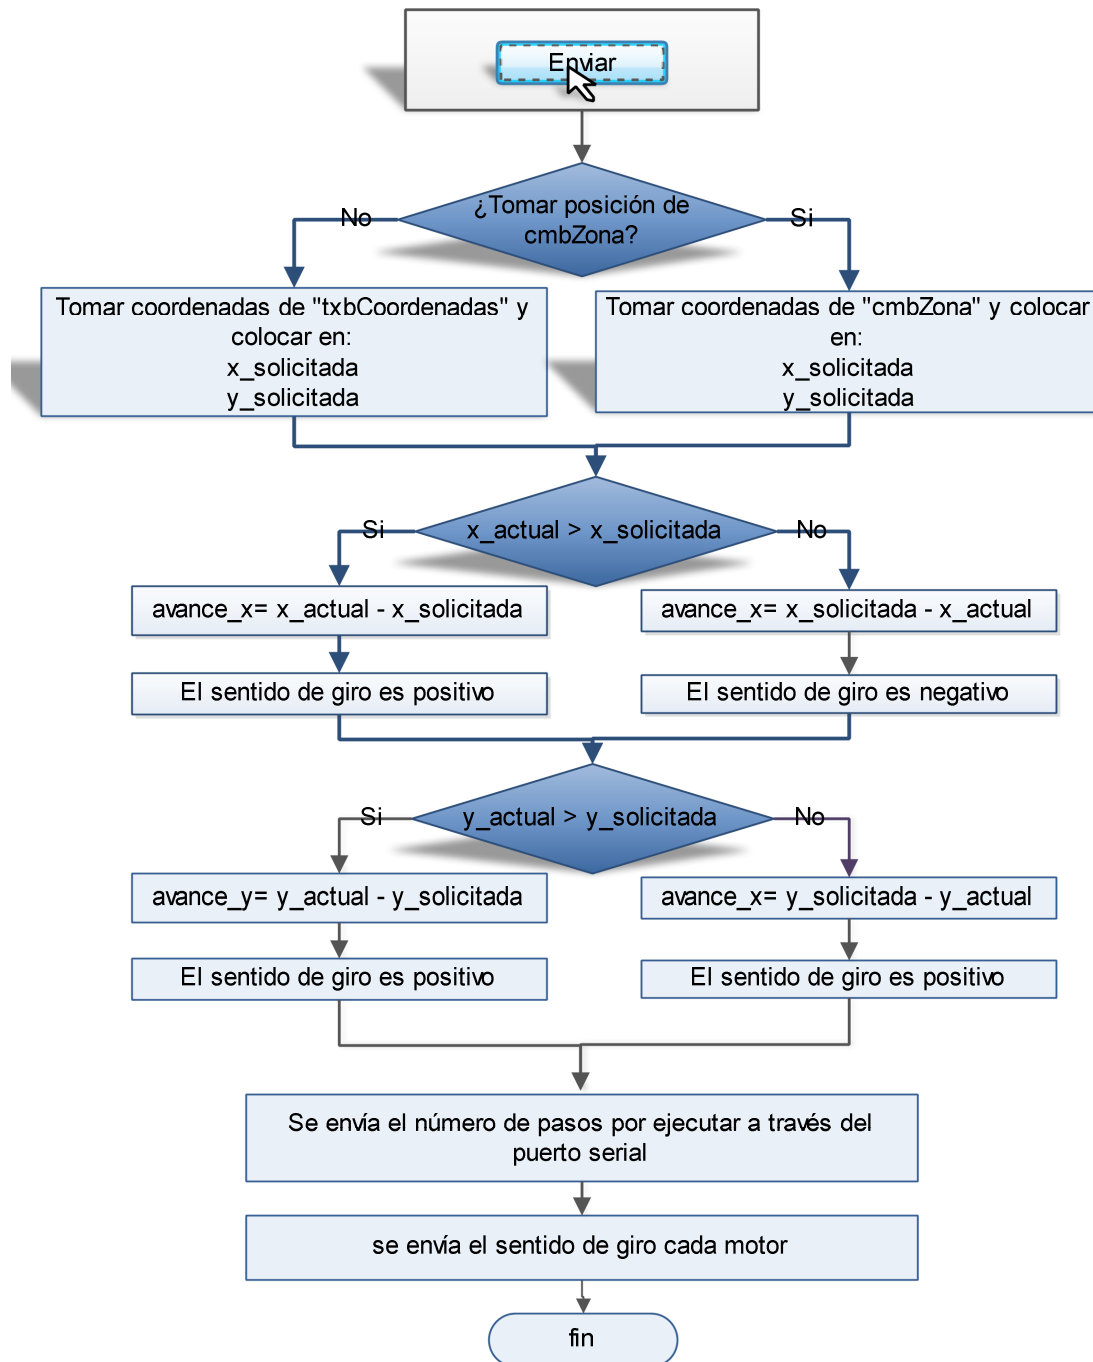 Enviar
¿Tomar posición de
cmbZona?
No
Si
Tomar coordenadas de "txbCoordenadas" y
colocar en:
x_solicitada
y_solicitada
Tomar coordenadas de "cmbZona" y colocar
en:
x_solicitada
y_solicitada
x_actual > x_solicitada
Si
No
avance_x= x_actual - x_solicitada
avance_x= x_solicitada - x_actual
El sentido de giro es positivo
El sentido de giro es negativo
y_actual > y_solicitada
Si
No
avance_y= y_actual - y_solicitada
avance_x= y_solicitada - y_actual
El sentido de giro es positivo
El sentido de giro es positivo
Se envía el número de pasos por ejecutar a través del
puerto serial
se envía el sentido de giro cada motor
fin